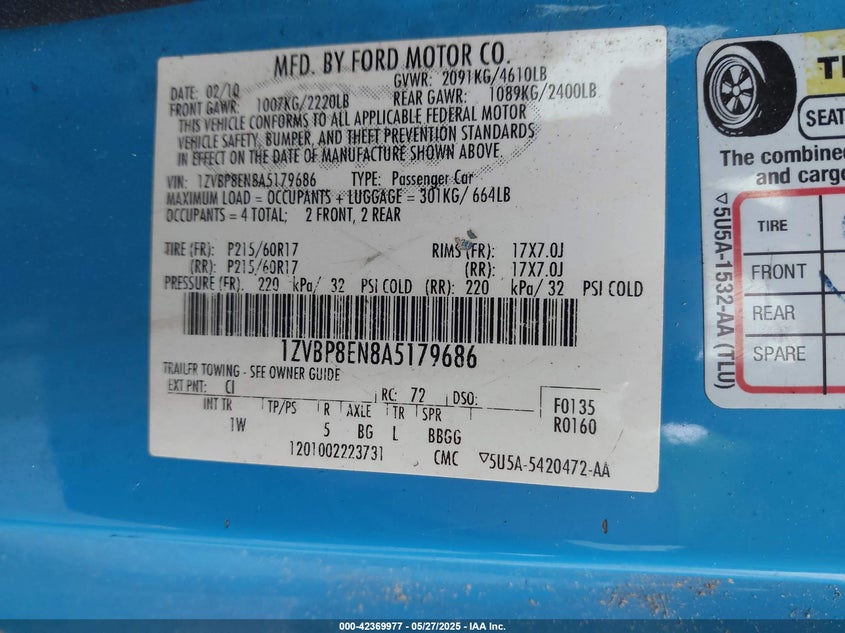 MFD. BY FORD MOTOR CO.
DATE: 02/10 GVWR: 2091KG/4610LB
FRONT GAWR: 1007KG/2220LB REAR GAWR: 1089KG/2400LB
THIS VEHICLE CONFORMS TO ALL APPLICABLE FEDERAL MOTOR
VEHICLE SAFETY, BUMPER, AND THEFT PREVENTION STANDARDS
IN EFFECT ON THE DATE OF MANUFACTURE SHOWN ABOVE.
VIN: 1ZVBP8EN8A5179686 TYPE: Passenger Car
MAXIMUM LOAD = OCCUPANTS + LUGGAGE = 301KG/ 664LB
OCCUPANTS = 4 TOTAL; 2 FRONT, 2 REAR
TIRE (FR): P215/60R17 RIMS (FR): 17X7.0J
(RR): P215/60R17 (RR): 17X7.0J
PRESSURE (FR): 220 kPa/ 32 PSI COLD (RR): 220 kPa/ 32 PSI COLD
1ZVBP8EN8A5179686
TRAILER TOWING - SEE OWNER GUIDE
EXT PNT: CI RC: 72 DSO: F0135
INT TR TP/PS R AXLE TR SPR R0160
1W 5 BG L BBGG
1201002223731 CMC ▽5U5A-5420472-AA
TI
SEAT
The combined
and carg
TIRE
FRONT
REAR
SPARE
▽5U5A-1532-AA (TLU)
000-42369977 — 05/27/2025 — IAA Inc.